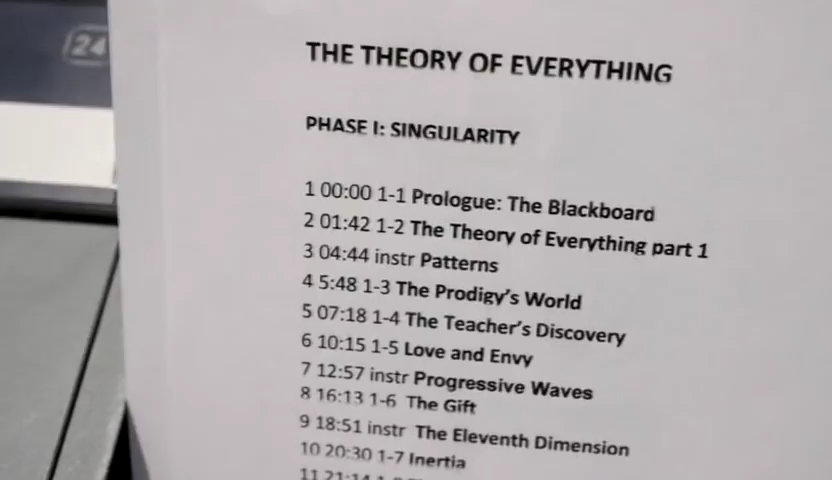 24
THE THEORY OF EVERYTHING
PHASE I: SINGULARITY
1 00:00 1-1 Prologue: The Blackboard
2 01:42 1-2 The Theory of Everything part 1
3 04:44 instr Patterns
4 5:48 1-3 The Prodigy's World
5 07:18 1-4 The Teacher's Discovery
6 10:15 1-5 Love and Envy
7 12:57 instr Progressive Waves
8 16:13 1-6 The Gift
9 18:51 instr The Eleventh Dimension
10 20:30 1-7 Inertia
11 21:14